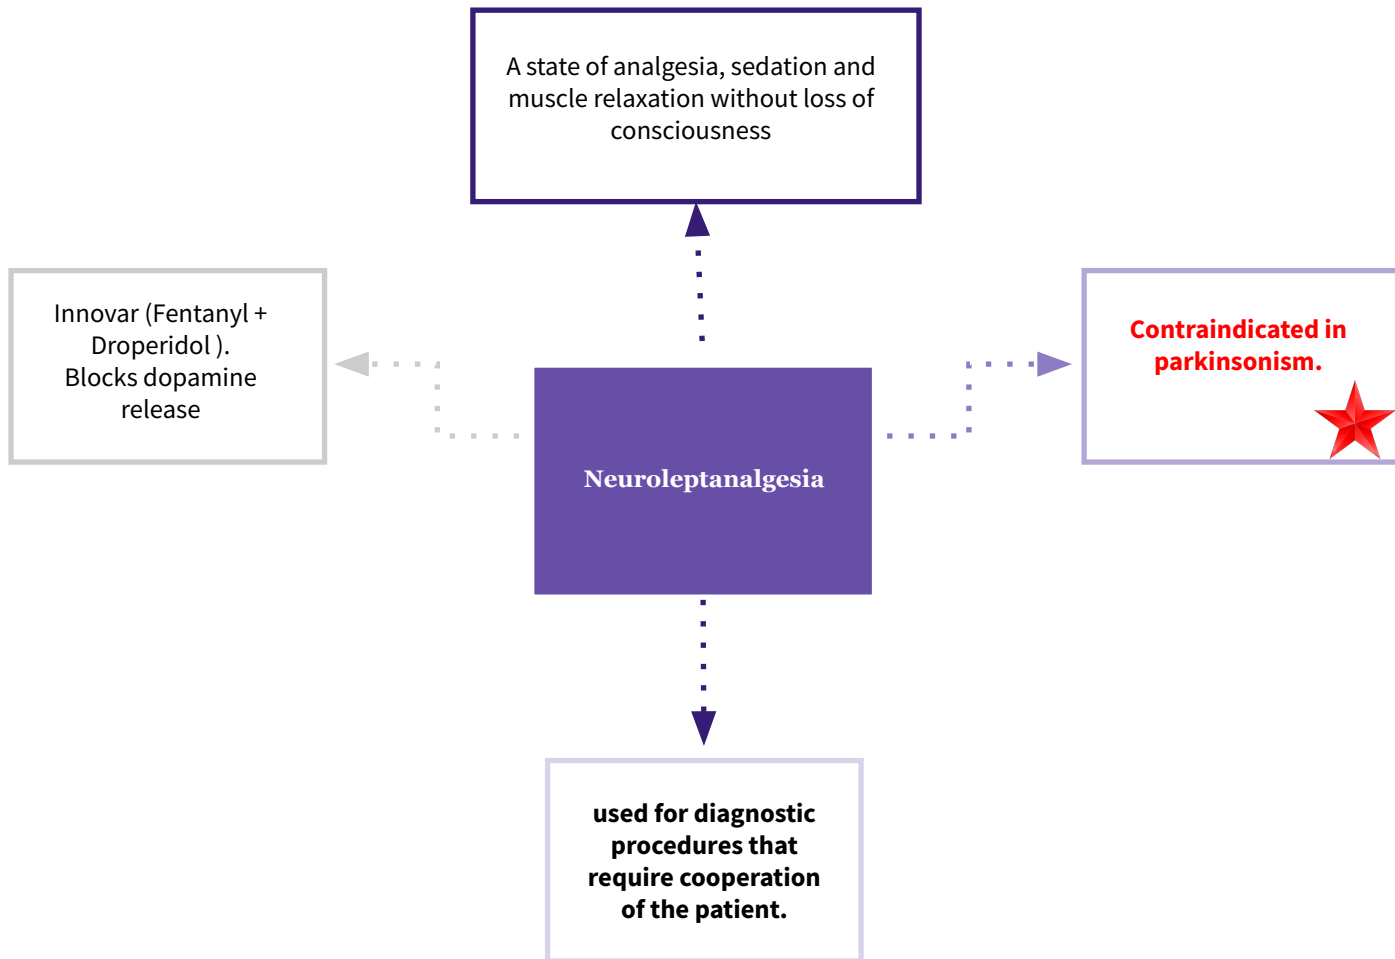 A state of analgesia, sedation and
muscle relaxation without loss of
consciousness
Innovar (Fentanyl +
Droperidol ).
Blocks dopamine
release
Contraindicated in
parkinsonism.
Neuroleptanalgesia
used for diagnostic
procedures that
require cooperation
of the patient.